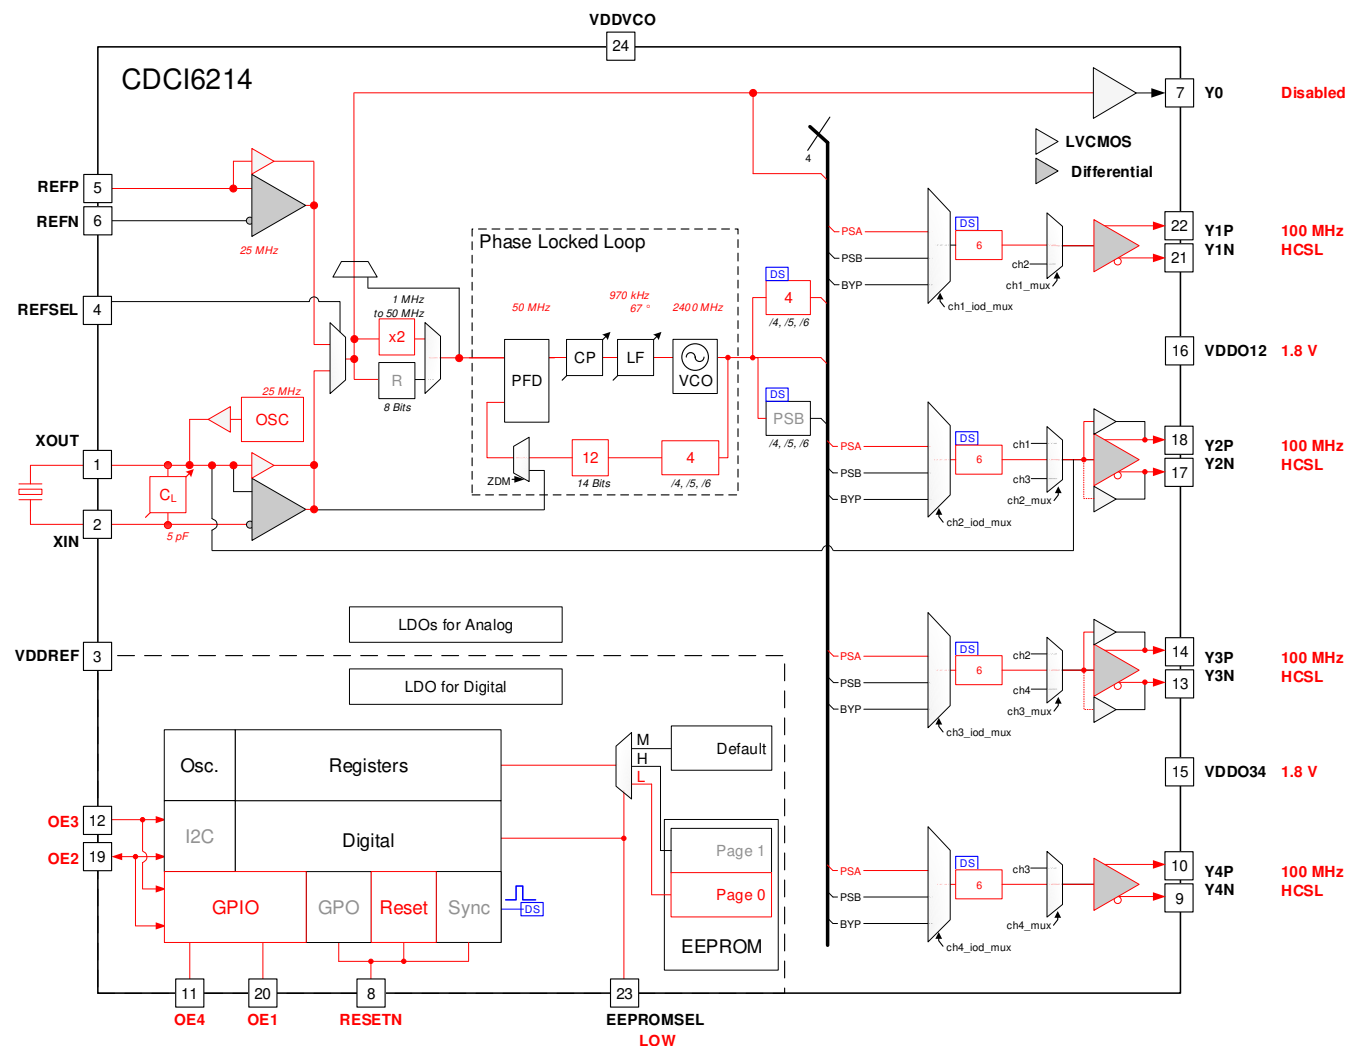 VDDVCO
24
CDCI6214
7 Y0 Disabled
4
LVCMOS
Differential
REFP 5
REFN 6
25 MHz
REFSEL 4
Phase Locked Loop
1 MHz
to 50 MHz
x2
R
8 Bits
50 MHz
970 kHz
67 °
2400 MHz
PFD
CP
LF
VCO
ZDM
12
14 Bits
4
/4, /5, /6
DS
4
/4, /5, /6
DS
PSB
/4, /5, /6
25 MHz
OSC
XOUT
1
CL
5 pF
2
XIN
PSA
PSB
BYP
ch1_iod_mux
DS
6
ch2
ch1_mux
22 Y1P 100 MHz
21 Y1N HCSL
16 VDDO12 1.8 V
PSA
PSB
BYP
ch2_iod_mux
DS
6
ch1
ch3
ch2_mux
18 Y2P 100 MHz
17 Y2N HCSL
PSA
PSB
BYP
ch3_iod_mux
DS
6
ch2
ch4
ch3_mux
14 Y3P 100 MHz
13 Y3N HCSL
15 VDDO34 1.8 V
PSA
PSB
BYP
ch4_iod_mux
DS
6
ch3
ch4_mux
10 Y4P 100 MHz
9 Y4N HCSL
LDOs for Analog
VDDREF 3
LDO for Digital
Osc.
Registers
I2C
Digital
OE3 12
OE2 19
GPIO
GPO
Reset
Sync
DS
M
H
L
Default
Page 1
Page 0
EEPROM
11
20
8
23
OE4
OE1
RESETN
EEPROMSEL
LOW